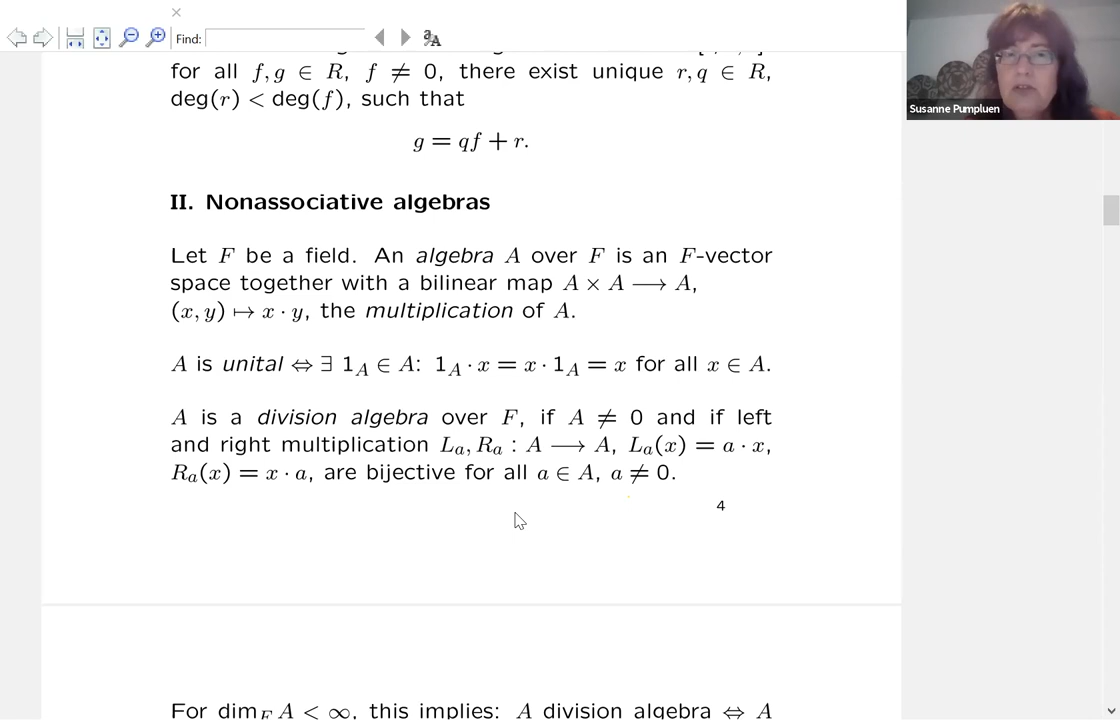 Find:
for all f, g ∈ R, f ≠ 0, there exist unique r, q ∈ R,
deg(r) < deg(f), such that
g = qf + r.
II. Nonassociative algebras
Let F be a field. An algebra A over F is an F-vector
space together with a bilinear map A × A ⟶ A,
(x, y) ↦ x · y, the multiplication of A.
A is unital ⇔ ∃ 1_A ∈ A: 1_A · x = x · 1_A = x for all x ∈ A.
A is a division algebra over F, if A ≠ 0 and if left
and right multiplication L_a, R_a : A ⟶ A, L_a(x) = a · x,
R_a(x) = x · a, are bijective for all a ∈ A, a ≠ 0.
4
For dim_F A < ∞, this implies: A division algebra ⇔ A
Susanne Pumpluen